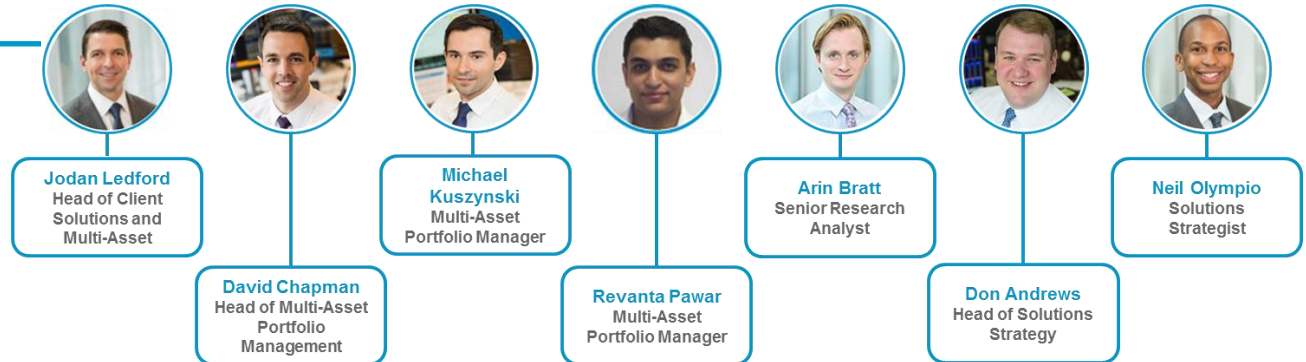 Jodan Ledford
Head of Client
Solutions and
Multi-Asset
David Chapman
Head of Multi-Asset
Portfolio
Management
Michael
Kuszynski
Multi-Asset
Portfolio Manager
Revanta Pawar
Multi-Asset
Portfolio Manager
Arin Bratt
Senior Research
Analyst
Don Andrews
Head of Solutions
Strategy
Neil Olympio
Solutions
Strategist